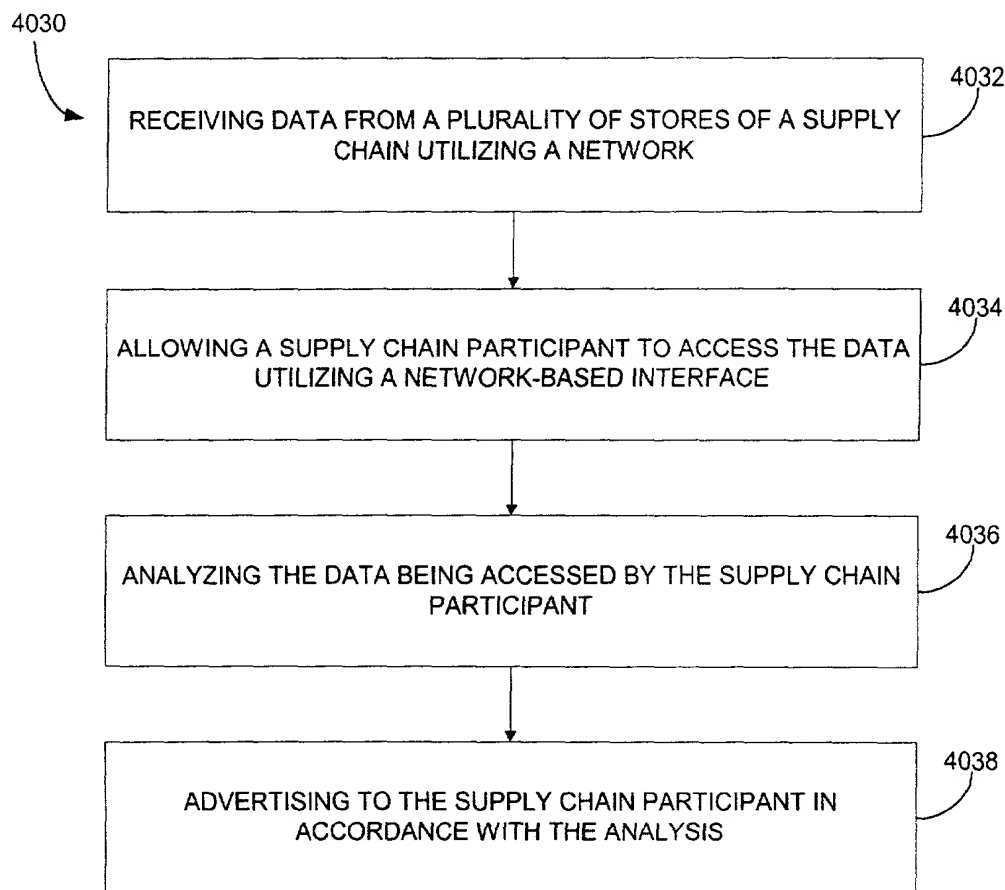 4030
4032
RECEIVING DATA FROM A PLURALITY OF STORES OF A SUPPLY
CHAIN UTILIZING A NETWORK
4034
ALLOWING A SUPPLY CHAIN PARTICIPANT TO ACCESS THE DATA
UTILIZING A NETWORK-BASED INTERFACE
4036
ANALYZING THE DATA BEING ACCESSED BY THE SUPPLY CHAIN
PARTICIPANT
4038
ADVERTISING TO THE SUPPLY CHAIN PARTICIPANT IN
ACCORDANCE WITH THE ANALYSIS